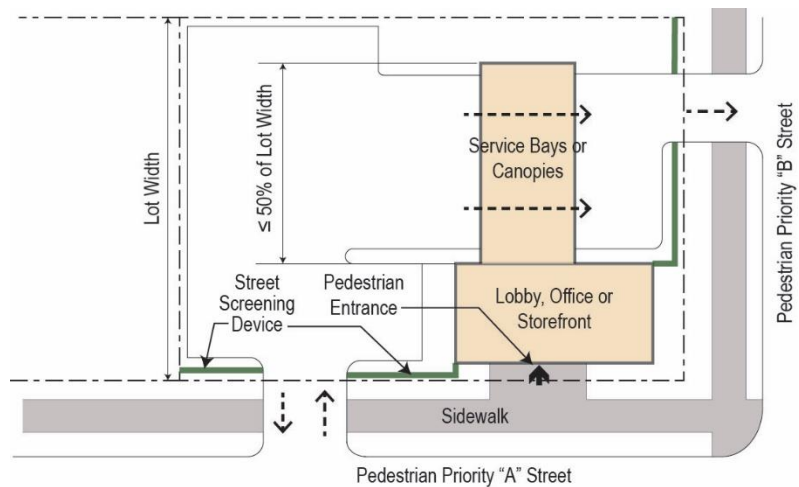 Lot Width
≤ 50% of Lot Width
Service Bays or
Canopies
Pedestrian Priority “B” Street
Street
Screening
Device
Pedestrian
Entrance
Lobby, Office or
Storefront
Sidewalk
Pedestrian Priority “A” Street